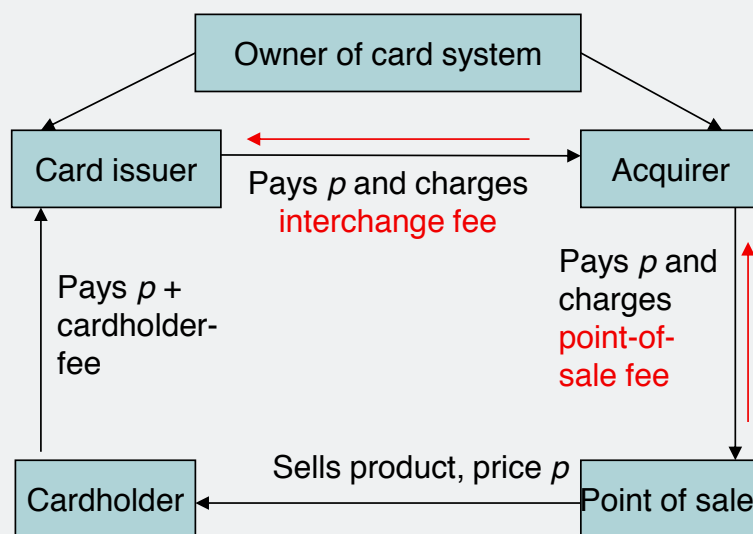 Owner of card system
Card issuer
Acquirer
Pays p and charges
interchange fee
Pays p +
cardholder-
fee
Pays p and
charges
point-of-
sale fee
Sells product, price p
Cardholder
Point of sale